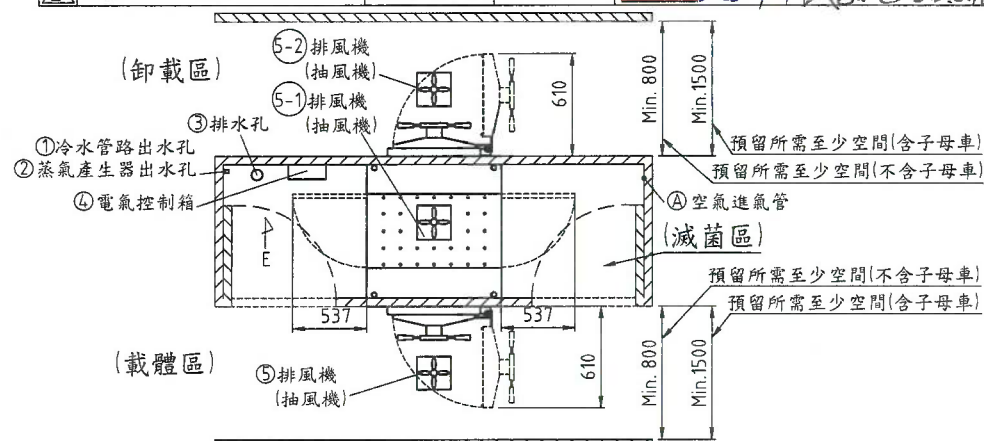 5-2 排風機
(抽風機)
(卸載區)
5-1 排風機
(抽風機)
③排水孔
①冷水管路出水孔
②蒸氣產生器出水孔
④電氣控制箱
610
Min. 800
Min.1500
預留所需至少空間(含子母車)
預留所需至少空間(不含子母車)
Ⓐ 空氣進氣管
(滅菌區)
E
預留所需至少空間(不含子母車)
預留所需至少空間(含子母車)
537
537
(載體區)
⑤排風機
(抽風機)
610
Min. 800
Min.1500